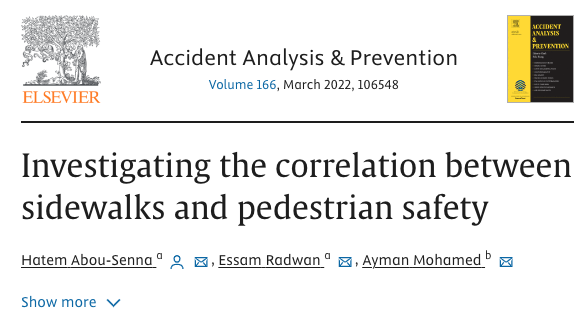 Accident Analysis & Prevention
Volume 166, March 2022, 106548
ELSEVIER
ACCIDENT
ANALYSIS
&
PREVENTION
Investigating the correlation between
sidewalks and pedestrian safety
Hatem Abou-Senna a, Essam Radwan a, Ayman Mohamed b
Show more